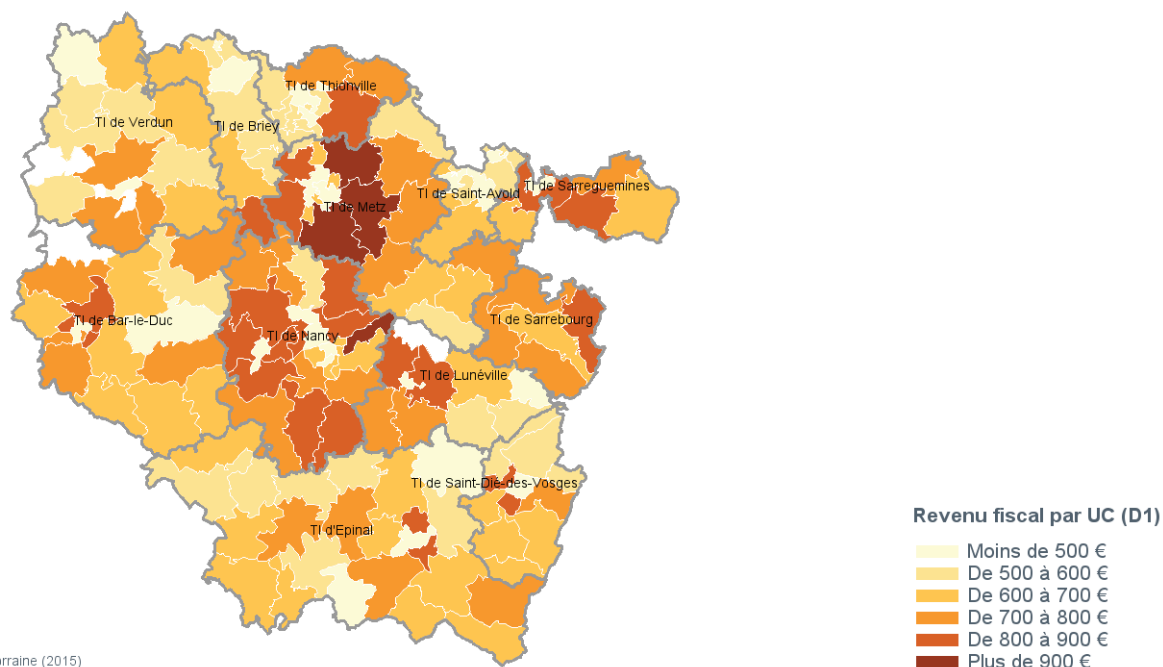 TI de Thionville
TI de Verdun
TI de Briey
TI de Saint-Avold
TI de Sarreguemines
TI de Metz
TI de Bar-le-Duc
TI de Nancy
TI de Sarrebourg
TI de Lunéville
TI de Saint-Dié-des-Vosges
TI d'Epinal
Revenu fiscal par UC (D1)
Moins de 500 €
De 500 à 600 €
De 600 à 700 €
De 700 à 800 €
De 800 à 900 €
Plus de 900 €
(2015)